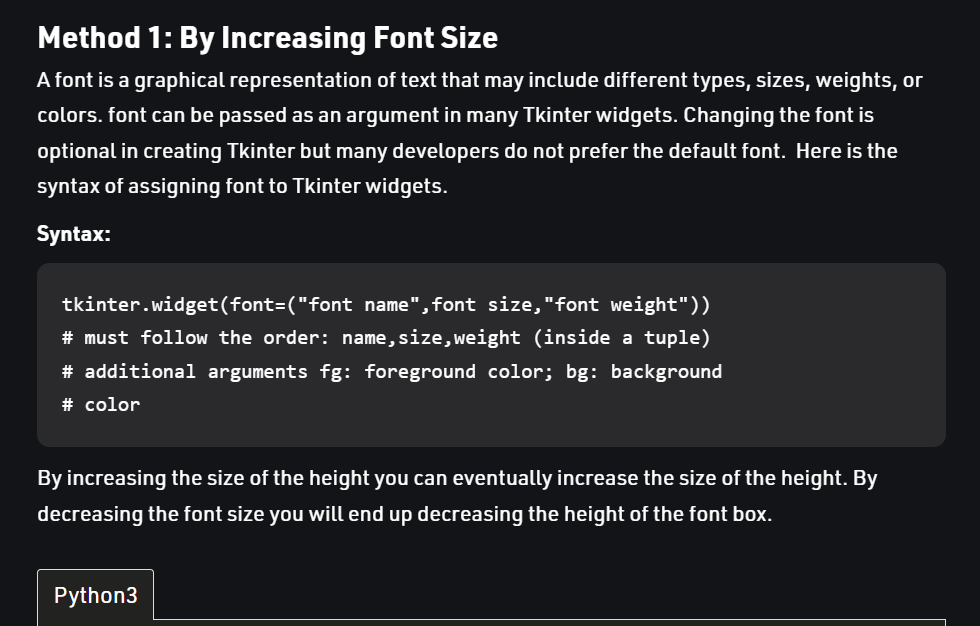 Method 1: By Increasing Font Size
A font is a graphical representation of text that may include different types, sizes, weights, or
colors. font can be passed as an argument in many Tkinter widgets. Changing the font is
optional in creating Tkinter but many developers do not prefer the default font.  Here is the
syntax of assigning font to Tkinter widgets.
Syntax:
tkinter.widget(font=("font name",font size,"font weight"))
# must follow the order: name,size,weight (inside a tuple)
# additional arguments fg: foreground color; bg: background
# color
By increasing the size of the height you can eventually increase the size of the height. By
decreasing the font size you will end up decreasing the height of the font box.
Python3